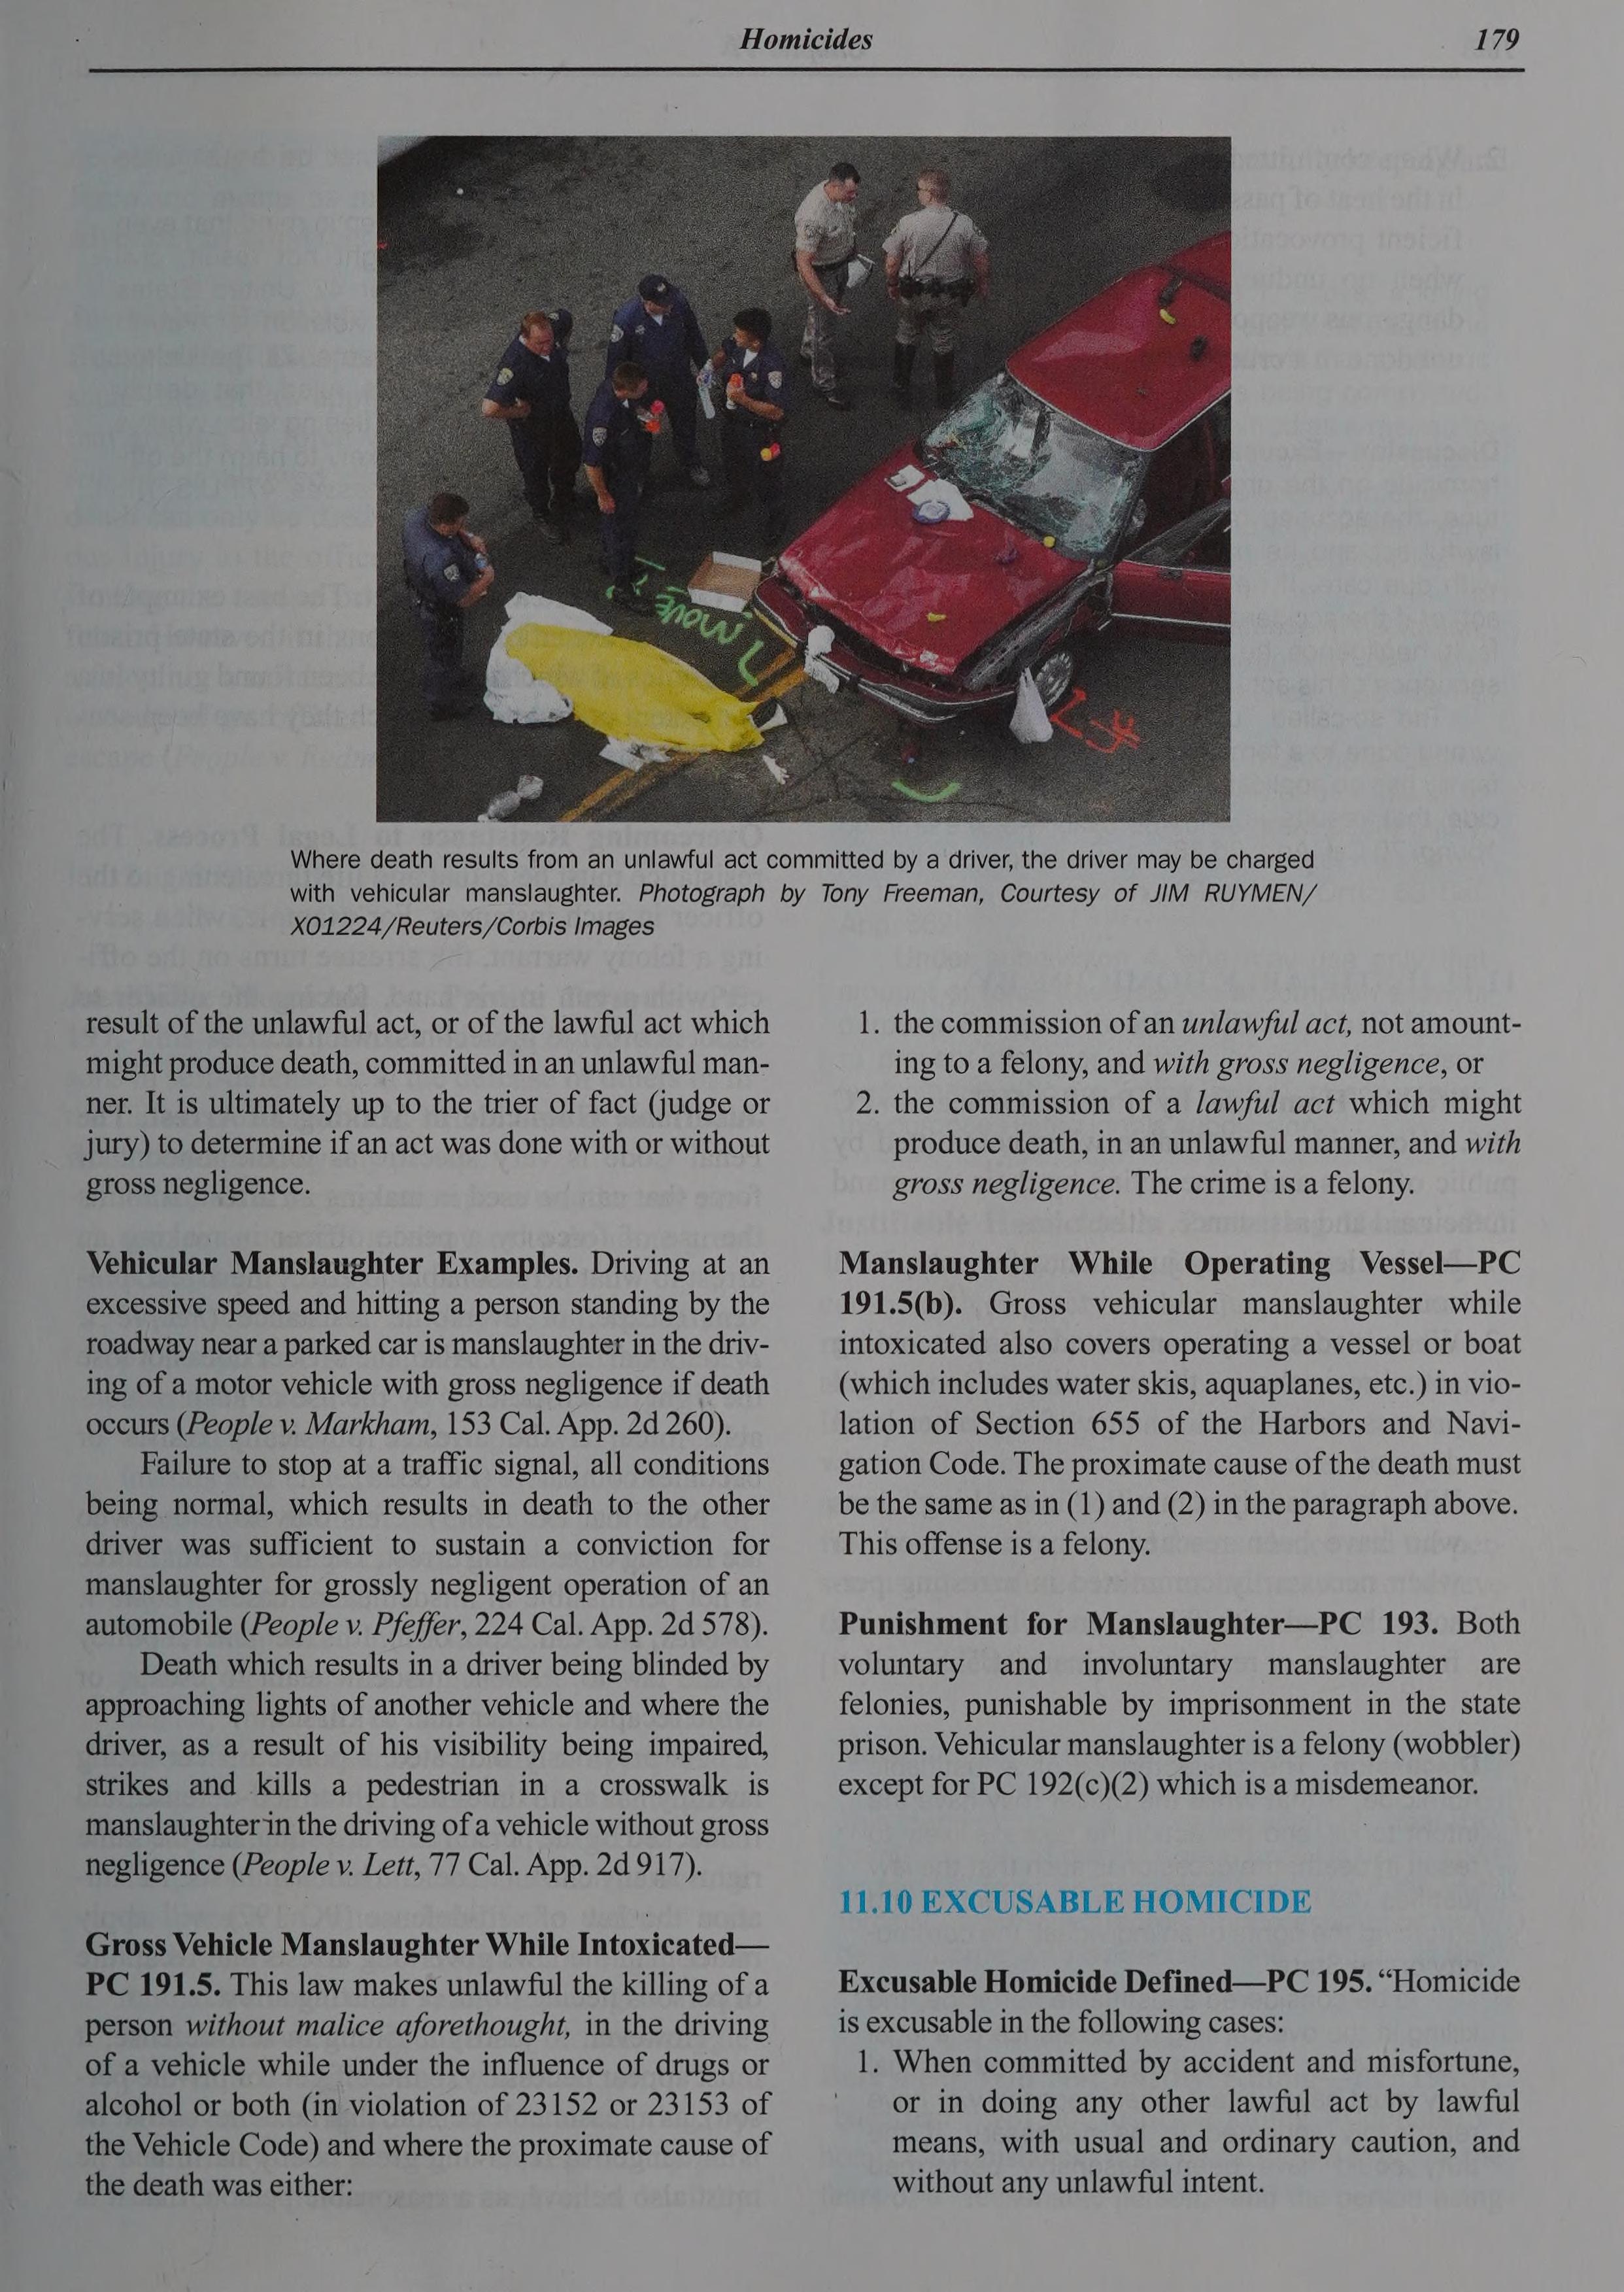 Homicides 179
7 move ↑
L #
Where death results from an unlawful act committed by a driver, the driver may be charged
with vehicular manslaughter. Photograph by Tony Freeman, Courtesy of JIM RUYMEN/
X01224/Reuters/Corbis Images
result of the unlawful act, or of the lawful act which
might produce death, committed in an unlawful man-
ner. It is ultimately up to the trier of fact (judge or
jury) to determine if an act was done with or without
gross negligence.
Vehicular Manslaughter Examples. Driving at an
excessive speed and hitting a person standing by the
roadway near a parked car is manslaughter in the driv-
ing of a motor vehicle with gross negligence if death
occurs (People v. Markham, 153 Cal. App. 2d 260).
Failure to stop at a traffic signal, all conditions
being normal, which results in death to the other
driver was sufficient to sustain a conviction for
manslaughter for grossly negligent operation of an
automobile (People v. Pfeffer, 224 Cal. App. 2d 578).
Death which results in a driver being blinded by
approaching lights of another vehicle and where the
driver, as a result of his visibility being impaired,
strikes and kills a pedestrian in a crosswalk is
manslaughter in the driving of a vehicle without gross
negligence (People v. Lett, 77 Cal. App. 2d 917).
Gross Vehicle Manslaughter While Intoxicated—
PC 191.5. This law makes unlawful the killing of a
person without malice aforethought, in the driving
of a vehicle while under the influence of drugs or
alcohol or both (in violation of 23152 or 23153 of
the Vehicle Code) and where the proximate cause of
the death was either:
1. the commission of an unlawful act, not amount-
ing to a felony, and with gross negligence, or
2. the commission of a lawful act which might
produce death, in an unlawful manner, and with
gross negligence. The crime is a felony.
Manslaughter While Operating Vessel—PC
191.5(b). Gross vehicular manslaughter while
intoxicated also covers operating a vessel or boat
(which includes water skis, aquaplanes, etc.) in vio-
lation of Section 655 of the Harbors and Navi-
gation Code. The proximate cause of the death must
be the same as in (1) and (2) in the paragraph above.
This offense is a felony.
Punishment for Manslaughter—PC 193. Both
voluntary and involuntary manslaughter are
felonies, punishable by imprisonment in the state
prison. Vehicular manslaughter is a felony (wobbler)
except for PC 192(c)(2) which is a misdemeanor.
11.10 EXCUSABLE HOMICIDE
Excusable Homicide Defined—PC 195. “Homicide
is excusable in the following cases:
1. When committed by accident and misfortune,
or in doing any other lawful act by lawful
means, with usual and ordinary caution, and
without any unlawful intent.